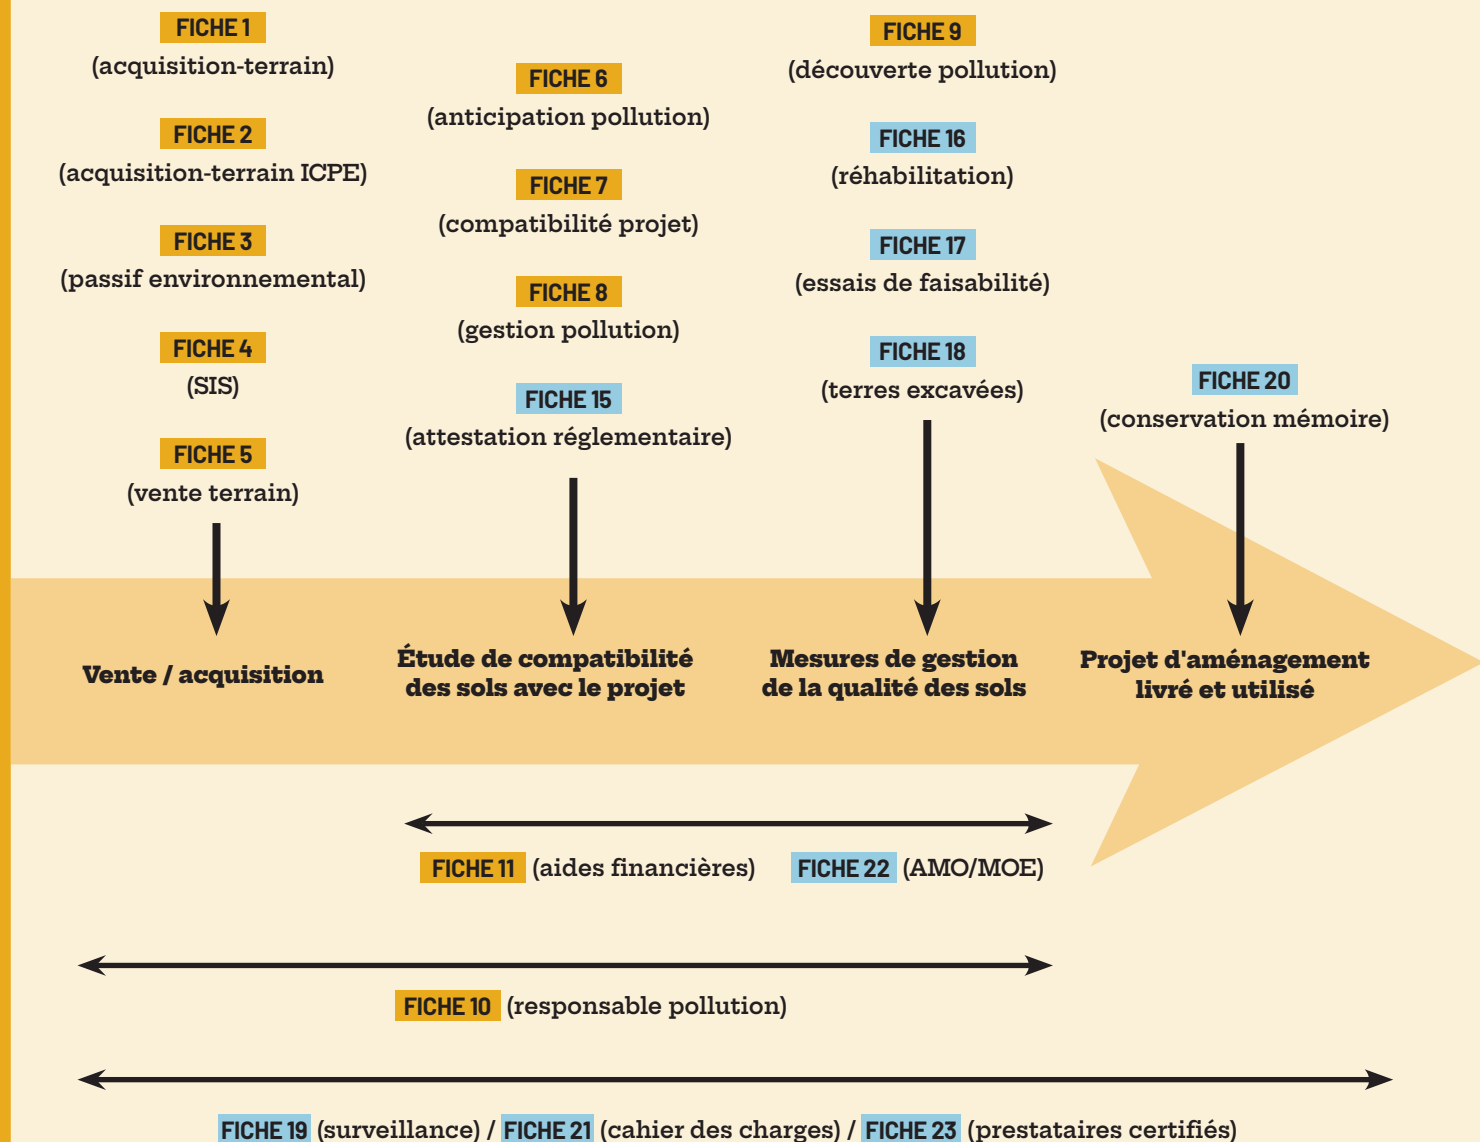 FICHE 1
(acquisition-terrain)
FICHE 2
(acquisition-terrain ICPE)
FICHE 3
(passif environnemental)
FICHE 4
(SIS)
FICHE 5
(vente terrain)
FICHE 6
(anticipation pollution)
FICHE 7
(compatibilité projet)
FICHE 8
(gestion pollution)
FICHE 15
(attestation réglementaire)
FICHE 9
(découverte pollution)
FICHE 16
(réhabilitation)
FICHE 17
(essais de faisabilité)
FICHE 18
(terres excavées)
FICHE 20
(conservation mémoire)
Vente / acquisition
Étude de compatibilité
des sols avec le projet
Mesures de gestion
de la qualité des sols
Projet d'aménagement
livré et utilisé
FICHE 11 (aides financières)
FICHE 22 (AMO/MOE)
FICHE 10 (responsable pollution)
FICHE 19 (surveillance) / FICHE 21 (cahier des charges) / FICHE 23 (prestataires certifiés)